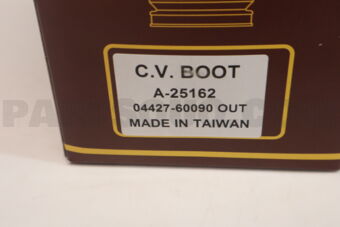 C.V. BOOT
A-25162
04427-60090 OUT
MADE IN TAIWAN